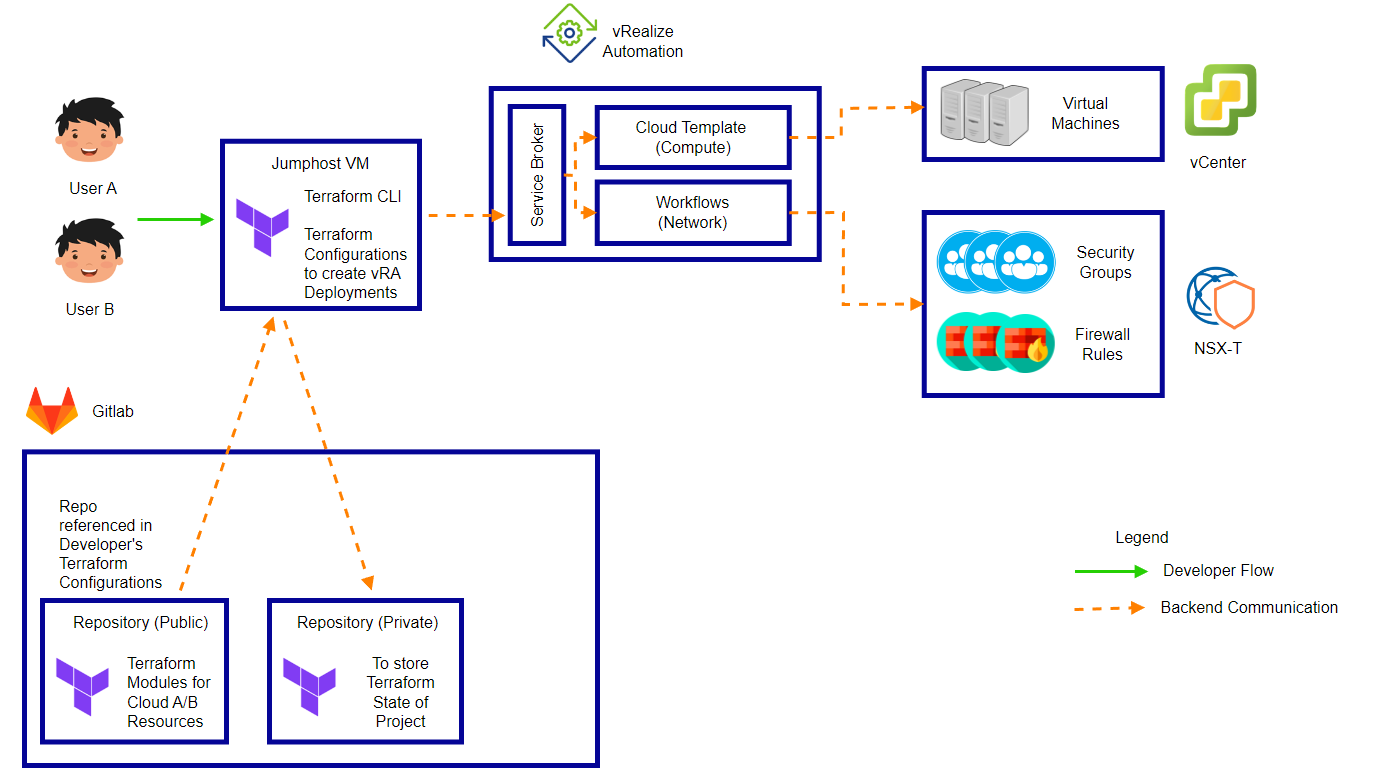 vRealize
Automation
User A
User B
Jumphost VM
Terraform CLI
Terraform
Configurations
to create vRA
Deployments
Service Broker
Cloud Template
(Compute)
Workflows
(Network)
Virtual
Machines
vCenter
Security
Groups
Firewall
Rules
NSX-T
Gitlab
Repo
referenced in
Developer's
Terraform
Configurations
Repository (Public)
Terraform
Modules for
Cloud A/B
Resources
Repository (Private)
To store
Terraform
State of
Project
Legend
Developer Flow
Backend Communication